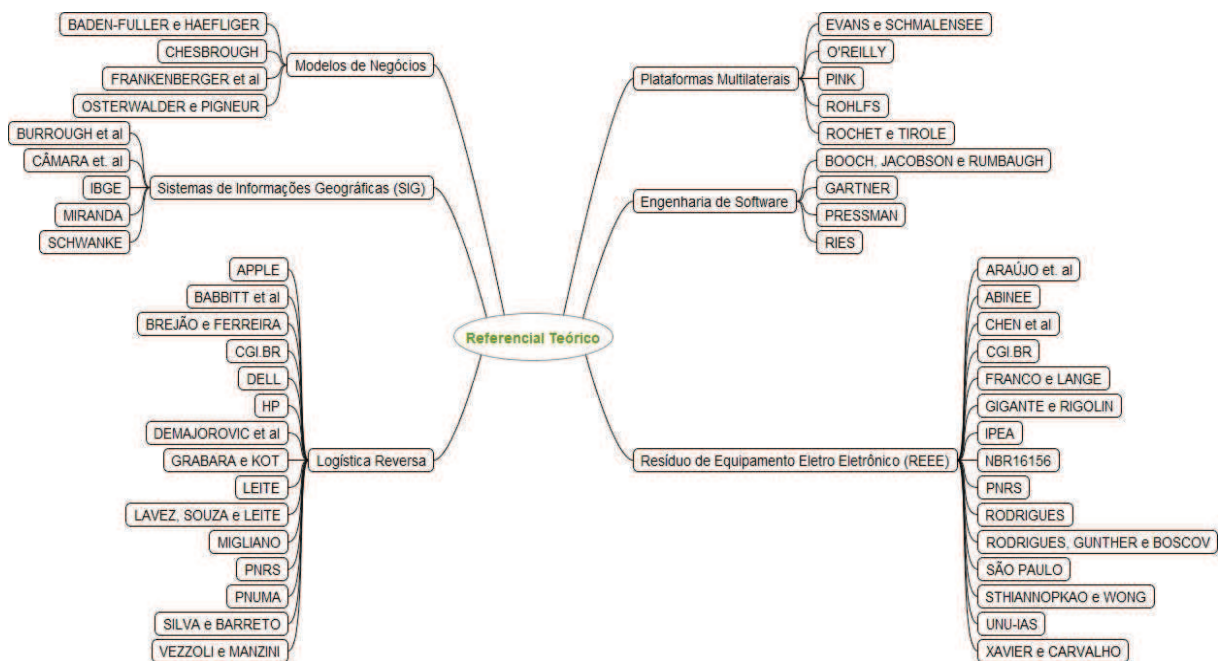 Referencial Teórico
Modelos de Negócios
BADEN-FULLER e HAEFLIGER
CHESBROUGH
FRANKENBERGER et al
OSTERWALDER e PIGNEUR
Sistemas de Informações Geográficas (SIG)
BURROUGH et al
CÂMARA et. al
IBGE
MIRANDA
SCHWANKE
Logística Reversa
APPLE
BABBITT et al
BREJÃO e FERREIRA
CGI.BR
DELL
HP
DEMAJOROVIC et al
GRABARA e KOT
LEITE
LAVEZ, SOUZA e LEITE
MIGLIANO
PNRS
PNUMA
SILVA e BARRETO
VEZZOLI e MANZINI
Plataformas Multilaterais
EVANS e SCHMALENSEE
O'REILLY
PINK
ROHLFS
ROCHET e TIROLE
Engenharia de Software
BOOCH, JACOBSON e RUMBAUGH
GARTNER
PRESSMAN
RIES
Resíduo de Equipamento Eletro Eletrônico (REEE)
ARAÚJO et. al
ABINEE
CHEN et al
CGI.BR
FRANCO e LANGE
GIGANTE e RIGOLIN
IPEA
NBR16156
PNRS
RODRIGUES
RODRIGUES, GUNTHER e BOSCOV
SÃO PAULO
STHIANNOPKAO e WONG
UNU-IAS
XAVIER e CARVALHO